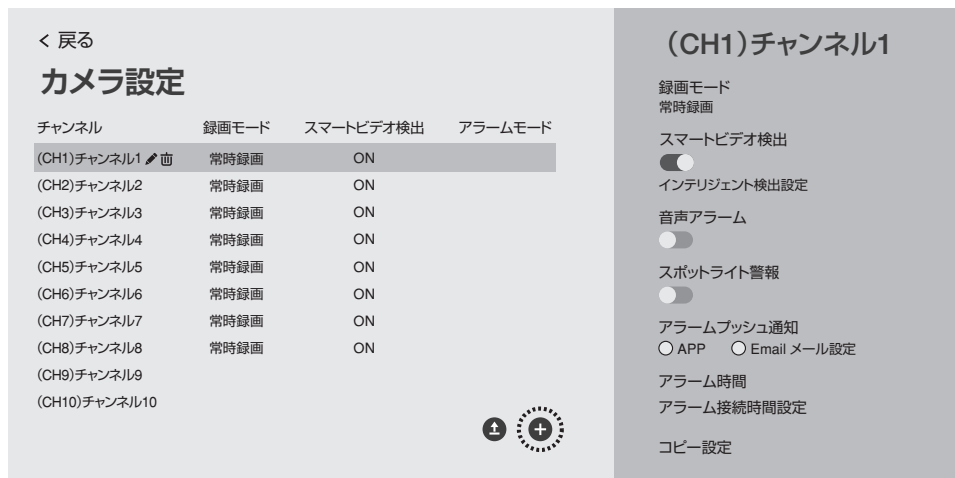 < 戻る
カメラ設定
チャンネル 録画モード スマートビデオ検出 アラームモード
(CH1)チャンネル1 常時録画 ON
(CH2)チャンネル2 常時録画 ON
(CH3)チャンネル3 常時録画 ON
(CH4)チャンネル4 常時録画 ON
(CH5)チャンネル5 常時録画 ON
(CH6)チャンネル6 常時録画 ON
(CH7)チャンネル7 常時録画 ON
(CH8)チャンネル8 常時録画 ON
(CH9)チャンネル9
(CH10)チャンネル10
(CH1)チャンネル1
録画モード
常時録画
スマートビデオ検出
インテリジェント検出設定
音声アラーム
スポットライト警報
アラームプッシュ通知
APP Email メール設定
アラーム時間
アラーム接続時間設定
コピー設定